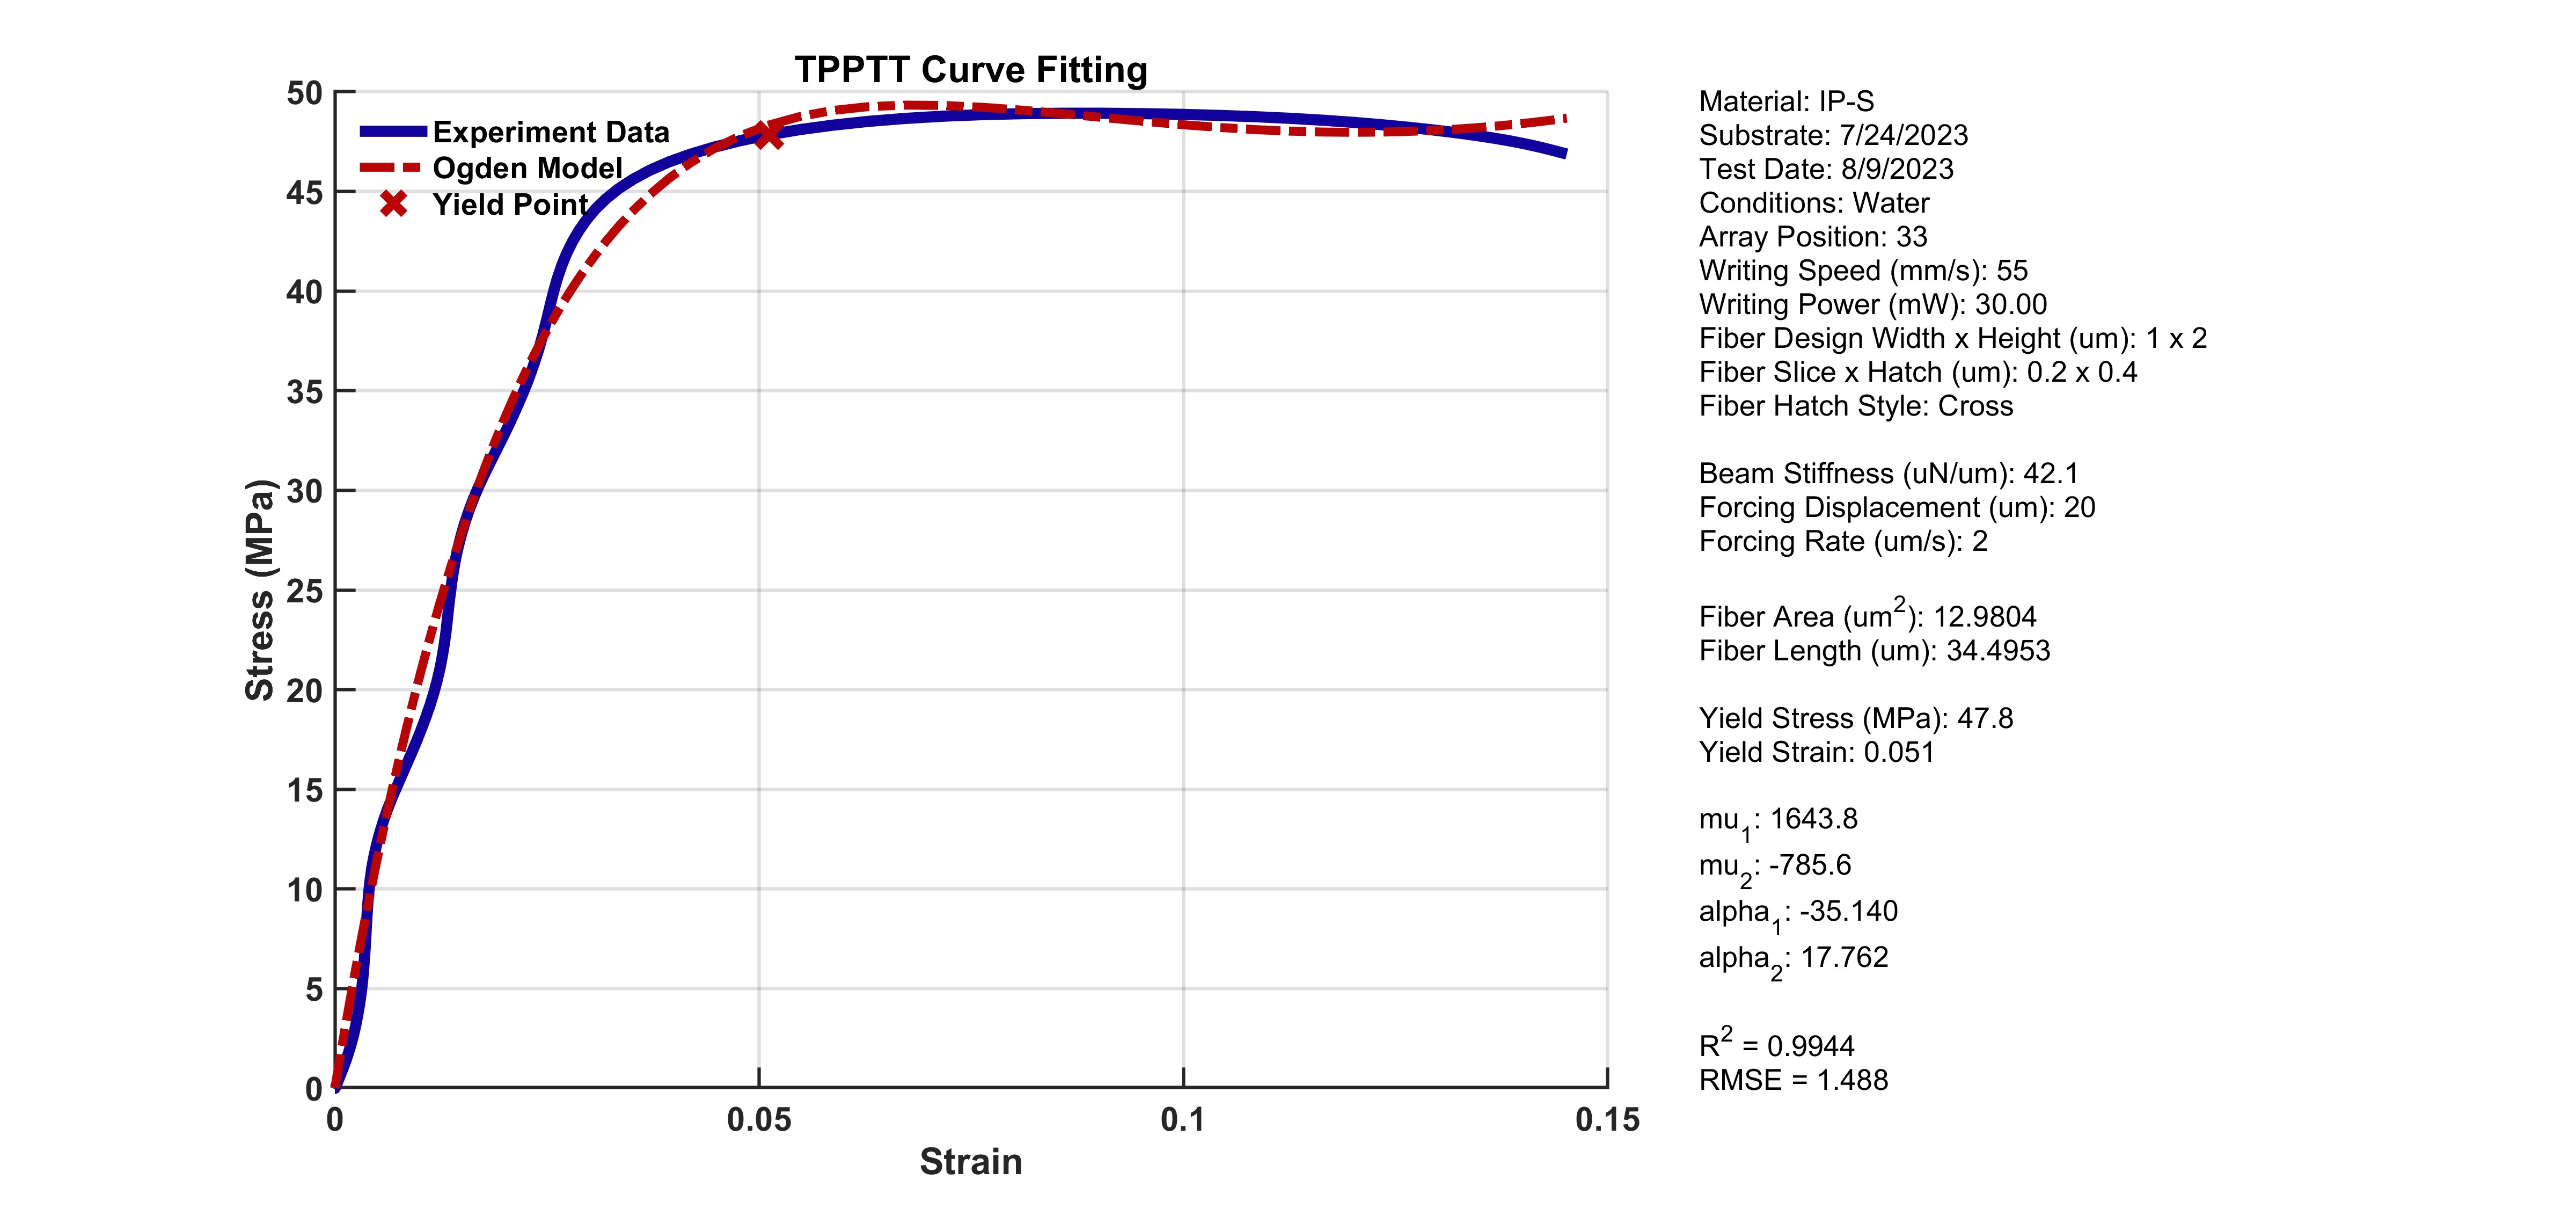 TPPTT Curve Fitting
50
45
40
35
30
25
20
15
10
5
0
Stress (MPa)
Experiment Data
Ogden Model
Yield Point
0
0.05
0.1
0.15
Strain
Material: IP-S
Substrate: 7/24/2023
Test Date: 8/9/2023
Conditions: Water
Array Position: 33
Writing Speed (mm/s): 55
Writing Power (mW): 30.00
Fiber Design Width x Height (um): 1 x 2
Fiber Slice x Hatch (um): 0.2 x 0.4
Fiber Hatch Style: Cross
Beam Stiffness (uN/um): 42.1
Forcing Displacement (um): 20
Forcing Rate (um/s): 2
Fiber Area (um²): 12.9804
Fiber Length (um): 34.4953
Yield Stress (MPa): 47.8
Yield Strain: 0.051
mu₁: 1643.8
mu₂: -785.6
alpha₁: -35.140
alpha₂: 17.762
R² = 0.9944
RMSE = 1.488